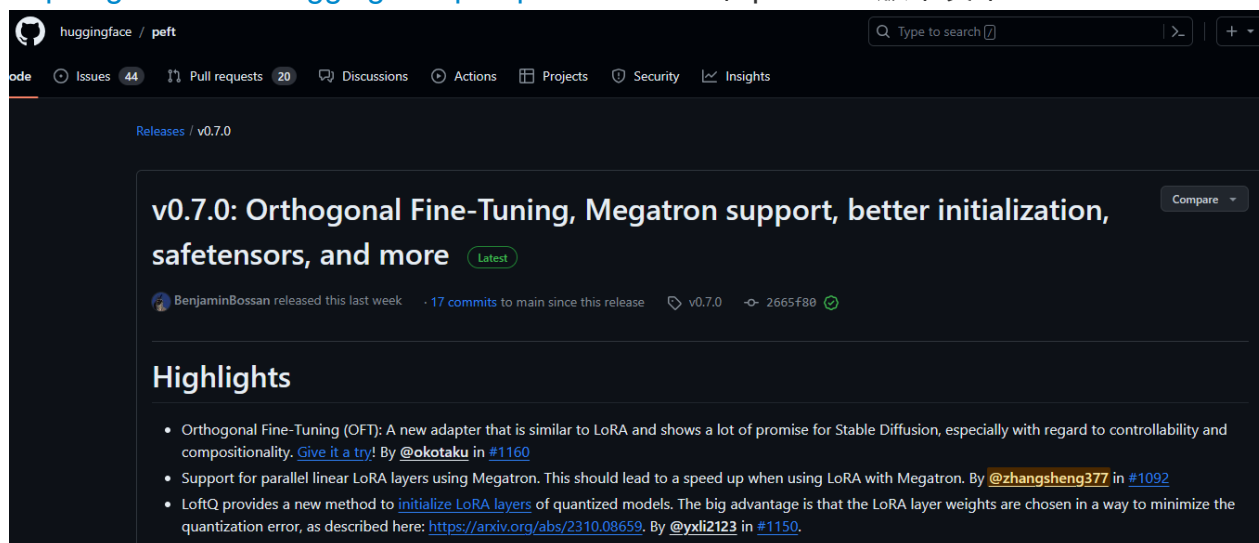 huggingface / peft
Type to search /
ode Issues 44 Pull requests 20 Discussions Actions Projects Security Insights
Releases / v0.7.0
v0.7.0: Orthogonal Fine-Tuning, Megatron support, better initialization,
safetensors, and more Latest
Compare
BenjaminBossan released this last week · 17 commits to main since this release v0.7.0 2665f80
Highlights
• Orthogonal Fine-Tuning (OFT): A new adapter that is similar to LoRA and shows a lot of promise for Stable Diffusion, especially with regard to controllability and
compositionality. Give it a try! By @okotaku in #1160
• Support for parallel linear LoRA layers using Megatron. This should lead to a speed up when using LoRA with Megatron. By @zhangsheng377 in #1092
• LoftQ provides a new method to initialize LoRA layers of quantized models. The big advantage is that the LoRA layer weights are chosen in a way to minimize the
quantization error, as described here: https://arxiv.org/abs/2310.08659. By @yxli2123 in #1150.